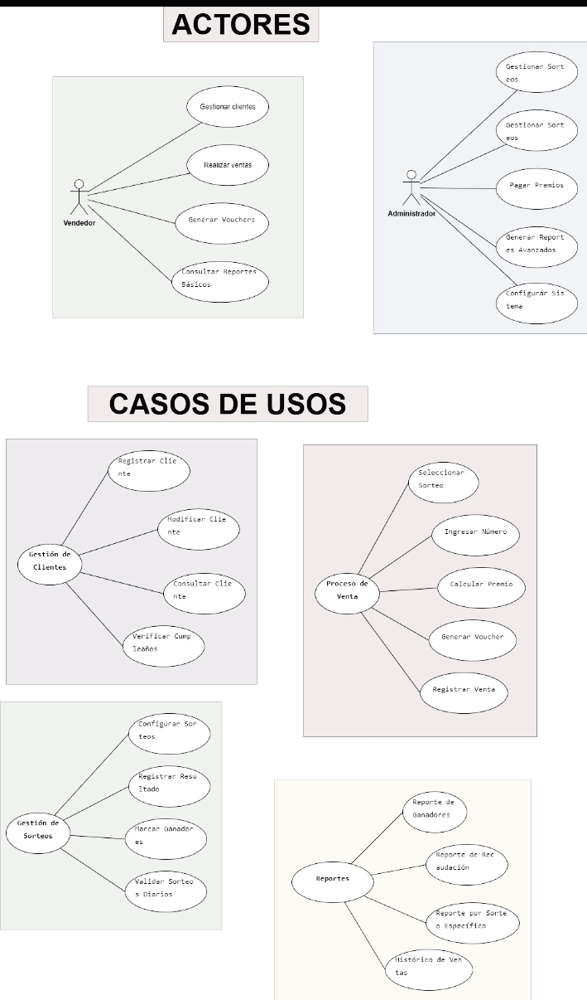 ACTORES
Gestionar clientes
Realizar ventas
Generar Vouchers
Consultar Reportes
Básicos
Vendedor
Gestionar Sort
eos
Gestionar Sort
eos
Pagar Premios
Generar Report
es Avanzados
Configurar Sis
tema
Administrador
CASOS DE USOS
Registrar Clie
nte
Modificar Clie
nte
Gestión de
Clientes
Consultar Clie
nte
Verificar Cump
leaños
Seleccionar
Sorteo
Ingresar Número
Proceso de
Venta
Calcular Premio
Generar Voucher
Registrar Venta
Configurar Sor
teos
Registrar Resu
ltado
Gestión de
Sorteos
Marcar Ganador
es
Validar Sorteo
s Diarios
Reporte de
Ganadores
Reporte de Rec
audación
Reportes
Reporte por Sorte
o Específico
Histórico de Ven
tas